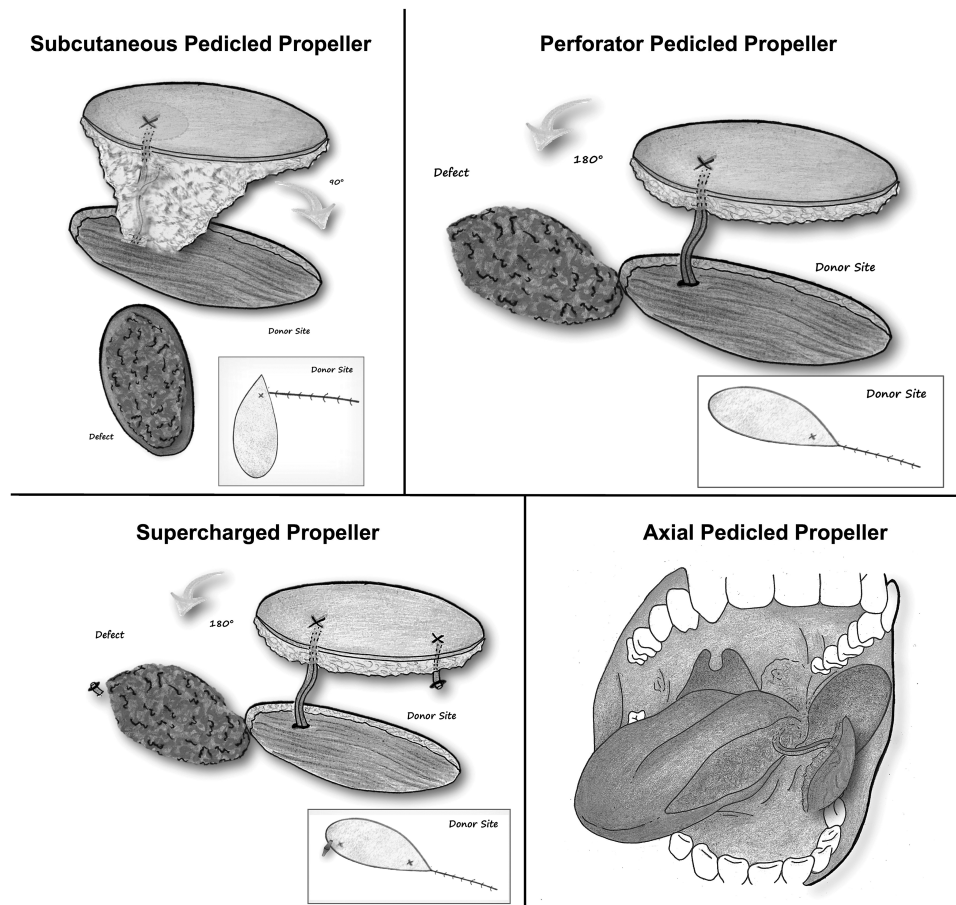 Subcutaneous Pedicled Propeller
90°
Donor Site
Defect
Donor Site
Perforator Pedicled Propeller
180°
Defect
Donor Site
Donor Site
Supercharged Propeller
180°
Defect
Donor Site
Donor Site
Axial Pedicled Propeller